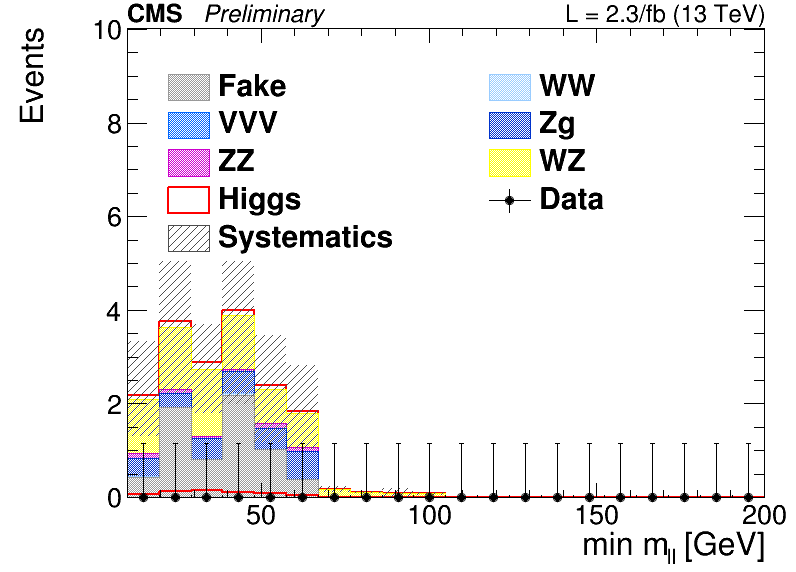 CMS Preliminary L = 2.3/fb (13 TeV)
Events
10
8
6
4
2
0
Fake WW
VVV Zg
ZZ WZ
Higgs Data
Systematics
50 100 150 200
min m_ll [GeV]